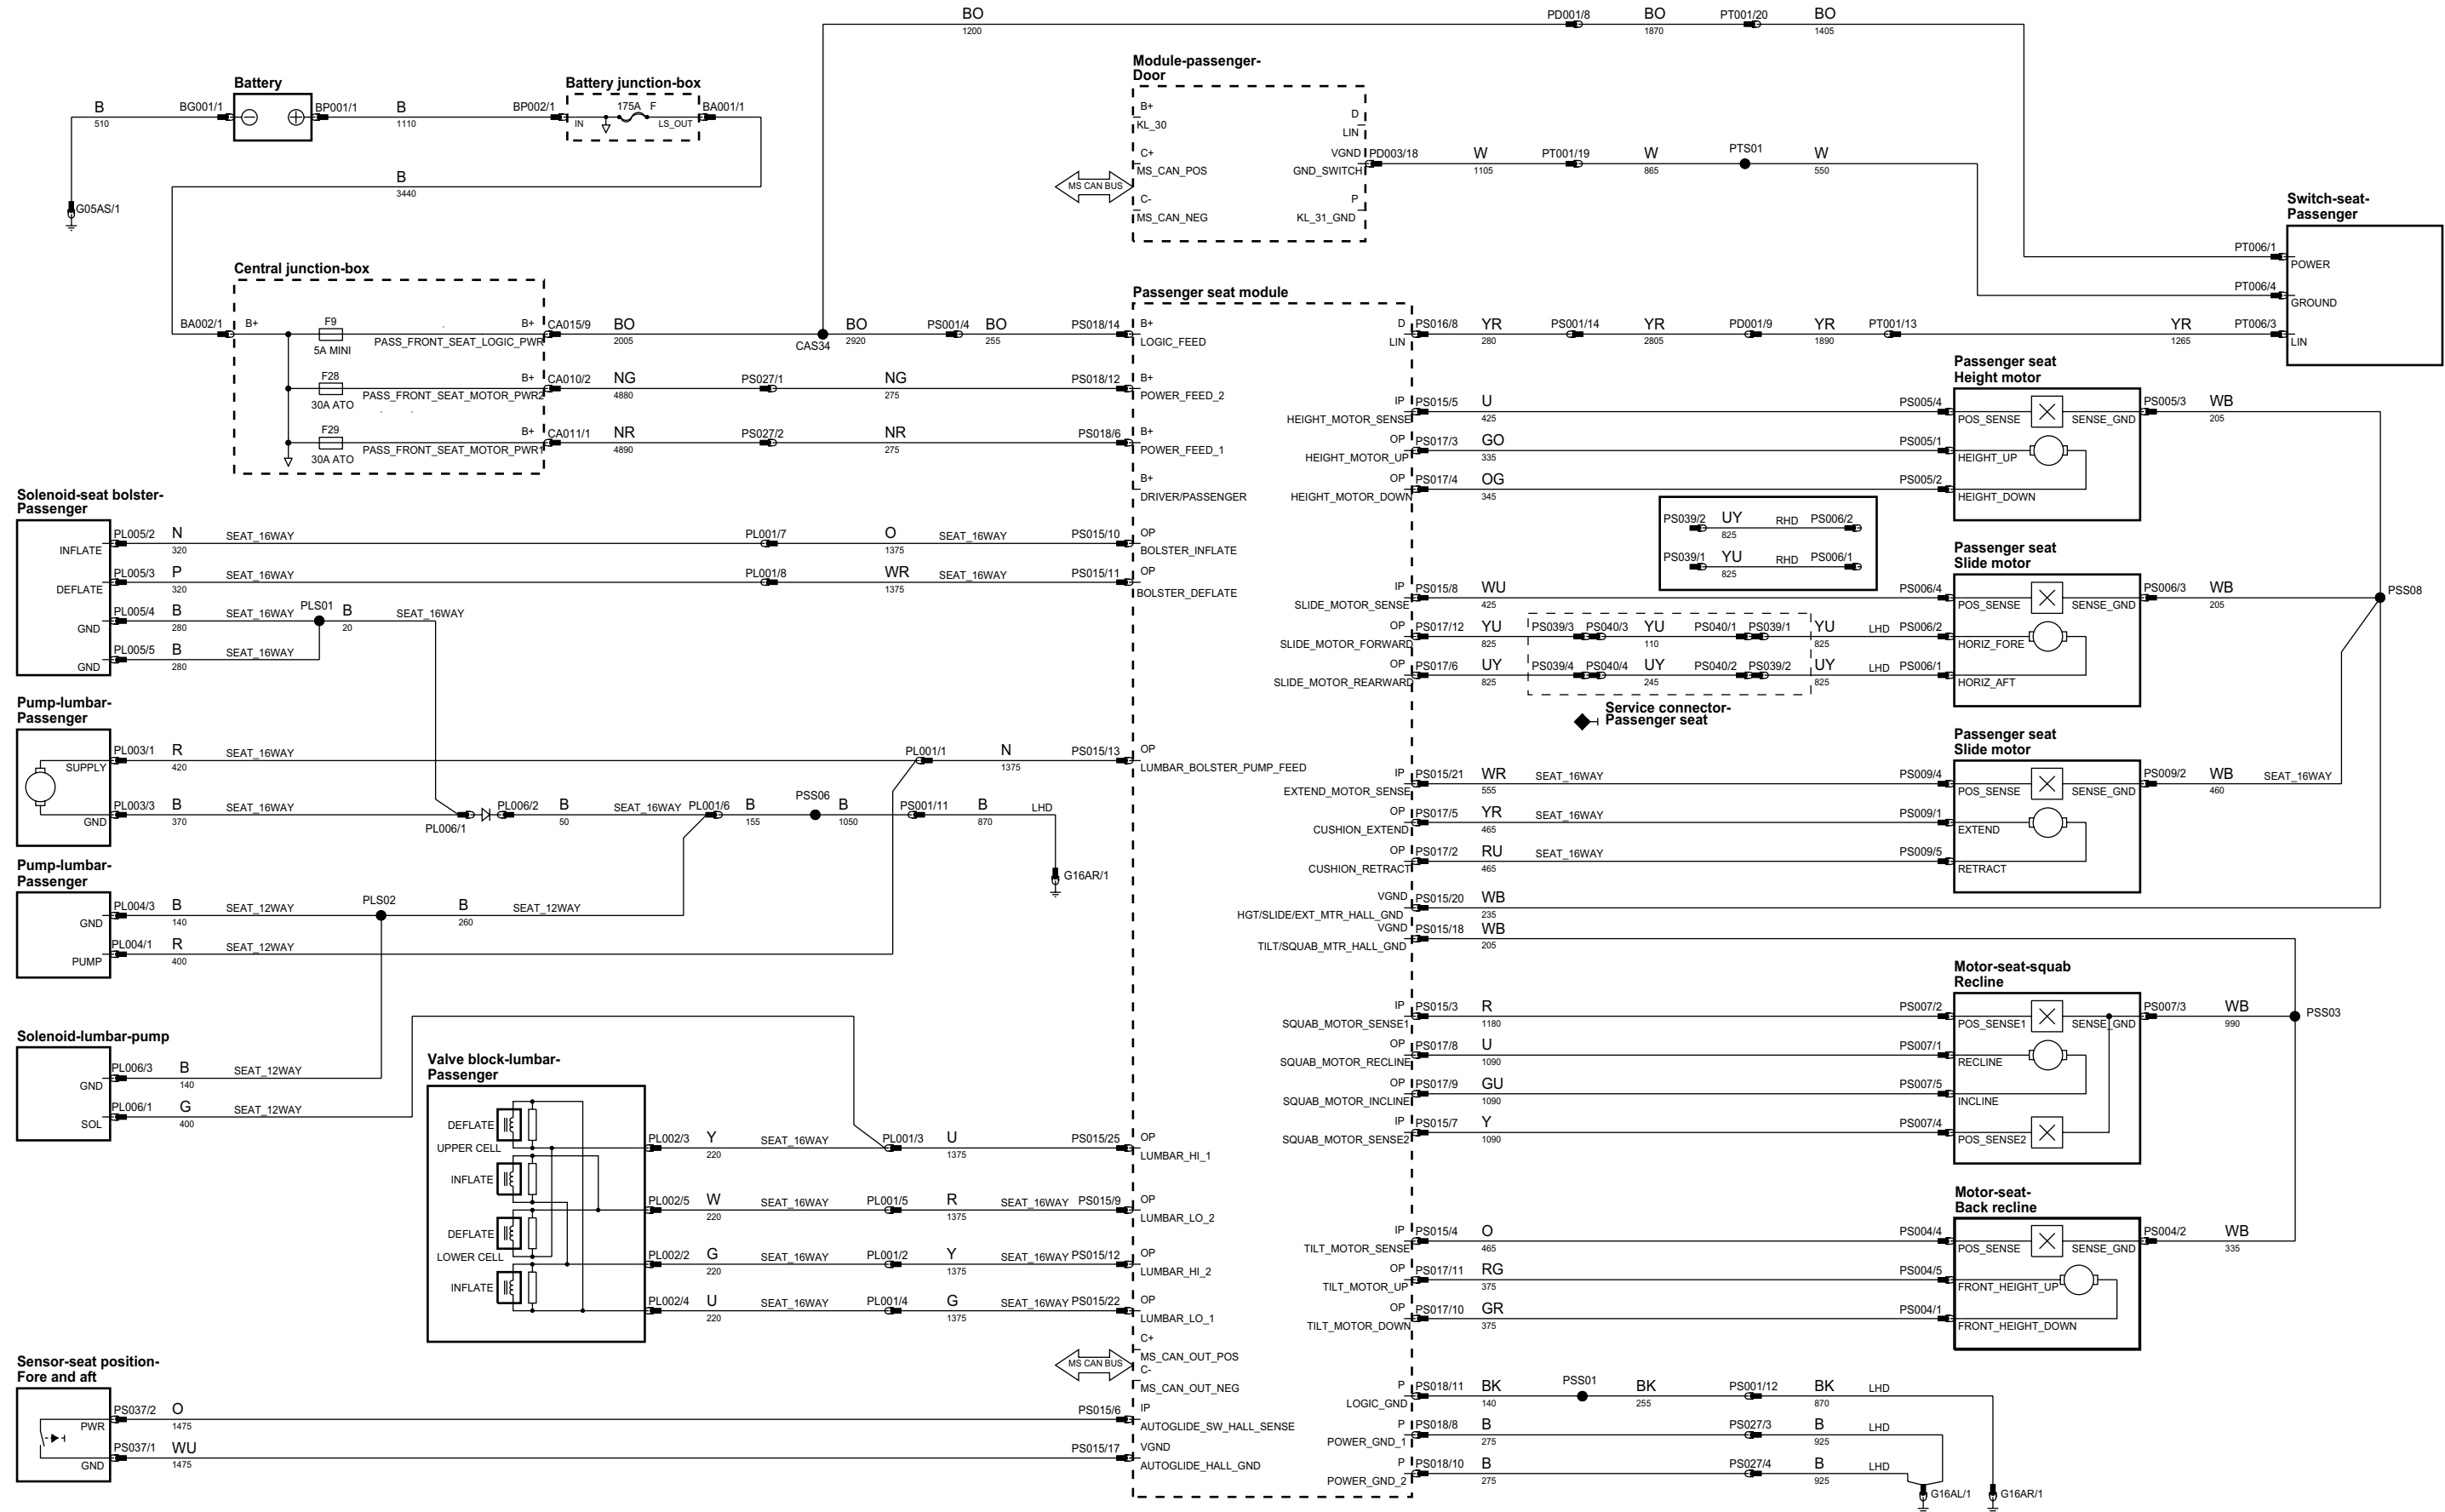 BO
1200
PD001/8
BO
1870
PT001/20
BO
1405
Battery
B
510
BG001/1
BP001/1
B
1110
G05AS/1
Battery junction-box
BP002/1
175A F
BA001/1
IN
LS_OUT
B
3440
Module-passenger-
Door
B+
KL_30
D
LIN
C+
MS_CAN_POS
VGND
GND_SWITCH
PD003/18
W
1105
PT001/19
W
865
PTS01
W
550
MS CAN BUS
C-
MS_CAN_NEG
P
KL_31_GND
Switch-seat-
Passenger
PT006/1
POWER
PT006/4
GROUND
PT006/3
LIN
Central junction-box
BA002/1
B+
F9
5A MINI
B+
PASS_FRONT_SEAT_LOGIC_PWR
CA015/9
BO
2005
CAS34
BO
2920
PS001/4
BO
255
PS018/14
F28
30A ATO
B+
PASS_FRONT_SEAT_MOTOR_PWR2
CA010/2
NG
4880
PS027/1
NG
275
PS018/12
F29
30A ATO
B+
PASS_FRONT_SEAT_MOTOR_PWR1
CA011/1
NR
4890
PS027/2
NR
275
PS018/6
Passenger seat module
B+
LOGIC_FEED
B+
POWER_FEED_2
B+
POWER_FEED_1
B+
DRIVER/PASSENGER
OP
BOLSTER_INFLATE
OP
BOLSTER_DEFLATE
OP
LUMBAR_BOLSTER_PUMP_FEED
OP
LUMBAR_HI_1
OP
LUMBAR_LO_2
OP
LUMBAR_HI_2
OP
LUMBAR_LO_1
C+
MS_CAN_OUT_POS
C-
MS_CAN_OUT_NEG
IP
AUTOGLIDE_SW_HALL_SENSE
VGND
AUTOGLIDE_HALL_GND
MS CAN BUS
D
LIN
PS016/8
YR
280
PS001/14
YR
2805
PD001/9
YR
1890
PT001/13
YR
1265
Passenger seat
Height motor
IP
HEIGHT_MOTOR_SENSE
PS015/5
U
425
PS005/4
POS_SENSE
SENSE_GND
PS005/3
WB
205
OP
HEIGHT_MOTOR_UP
PS017/3
GO
335
PS005/1
HEIGHT_UP
OP
HEIGHT_MOTOR_DOWN
PS017/4
OG
345
PS005/2
HEIGHT_DOWN
PS039/2
UY
825
RHD
PS006/2
PS039/1
YU
825
RHD
PS006/1
Passenger seat
Slide motor
IP
SLIDE_MOTOR_SENSE
PS015/8
WU
425
PS006/4
POS_SENSE
SENSE_GND
PS006/3
WB
205
PSS08
OP
SLIDE_MOTOR_FORWARD
PS017/12
YU
825
PS039/3
PS040/3
YU
110
PS040/1
PS039/1
YU
825
LHD
PS006/2
HORIZ_FORE
OP
SLIDE_MOTOR_REARWARD
PS017/6
UY
825
PS039/4
PS040/4
UY
245
PS040/2
PS039/2
UY
825
LHD
PS006/1
HORIZ_AFT
Service connector-
Passenger seat
Passenger seat
Slide motor
IP
EXTEND_MOTOR_SENSE
PS015/21
WR
555
SEAT_16WAY
PS009/4
POS_SENSE
SENSE_GND
PS009/2
WB
460
SEAT_16WAY
OP
CUSHION_EXTEND
PS017/5
YR
465
SEAT_16WAY
PS009/1
EXTEND
OP
CUSHION_RETRACT
PS017/2
RU
465
SEAT_16WAY
PS009/5
RETRACT
VGND
HGT/SLIDE/EXT_MTR_HALL_GND
PS015/20
WB
235
VGND
TILT/SQUAB_MTR_HALL_GND
PS015/18
WB
205
Motor-seat-squab
Recline
IP
SQUAB_MOTOR_SENSE1
PS015/3
R
1180
PS007/2
POS_SENSE1
SENSE_GND
PS007/3
WB
990
PSS03
OP
SQUAB_MOTOR_RECLINE
PS017/8
U
1090
PS007/1
RECLINE
OP
SQUAB_MOTOR_INCLINE
PS017/9
GU
1090
PS007/5
INCLINE
IP
SQUAB_MOTOR_SENSE2
PS015/7
Y
1090
PS007/4
POS_SENSE2
Motor-seat-
Back recline
IP
TILT_MOTOR_SENSE
PS015/4
O
465
PS004/4
POS_SENSE
SENSE_GND
PS004/2
WB
335
OP
TILT_MOTOR_UP
PS017/11
RG
375
PS004/5
FRONT_HEIGHT_UP
OP
TILT_MOTOR_DOWN
PS017/10
GR
375
PS004/1
FRONT_HEIGHT_DOWN
P
LOGIC_GND
PS018/11
BK
140
PSS01
BK
255
PS001/12
BK
870
LHD
P
POWER_GND_1
PS018/8
B
275
PS027/3
B
925
LHD
P
POWER_GND_2
PS018/10
B
275
PS027/4
B
925
LHD
G16AL/1
G16AR/1
Solenoid-seat bolster-
Passenger
INFLATE
PL005/2
N
320
SEAT_16WAY
PL001/7
O
1375
SEAT_16WAY
PS015/10
DEFLATE
PL005/3
P
320
SEAT_16WAY
PL001/8
WR
1375
SEAT_16WAY
PS015/11
GND
PL005/4
B
280
SEAT_16WAY
PLS01
B
20
SEAT_16WAY
GND
PL005/5
B
280
SEAT_16WAY
Pump-lumbar-
Passenger
SUPPLY
PL003/1
R
420
SEAT_16WAY
PL001/1
N
1375
PS015/13
GND
PL003/3
B
370
SEAT_16WAY
PL006/1
PL006/2
B
50
SEAT_16WAY
PL001/6
B
155
PSS06
B
1050
PS001/11
B
870
LHD
G16AR/1
Pump-lumbar-
Passenger
GND
PL004/3
B
140
SEAT_12WAY
PLS02
B
260
SEAT_12WAY
PUMP
PL004/1
R
400
SEAT_12WAY
Solenoid-lumbar-pump
GND
PL006/3
B
140
SEAT_12WAY
SOL
PL006/1
G
400
SEAT_12WAY
Valve block-lumbar-
Passenger
DEFLATE
UPPER CELL
INFLATE
DEFLATE
LOWER CELL
INFLATE
PL002/3
Y
220
SEAT_16WAY
PL001/3
U
1375
PS015/25
PL002/5
W
220
SEAT_16WAY
PL001/5
R
1375
SEAT_16WAY
PS015/9
PL002/2
G
220
SEAT_16WAY
PL001/2
Y
1375
SEAT_16WAY
PS015/12
PL002/4
U
220
SEAT_16WAY
PL001/4
G
1375
SEAT_16WAY
PS015/22
Sensor-seat position-
Fore and aft
PWR
PS037/2
O
1475
PS015/6
GND
PS037/1
WU
1475
PS015/17